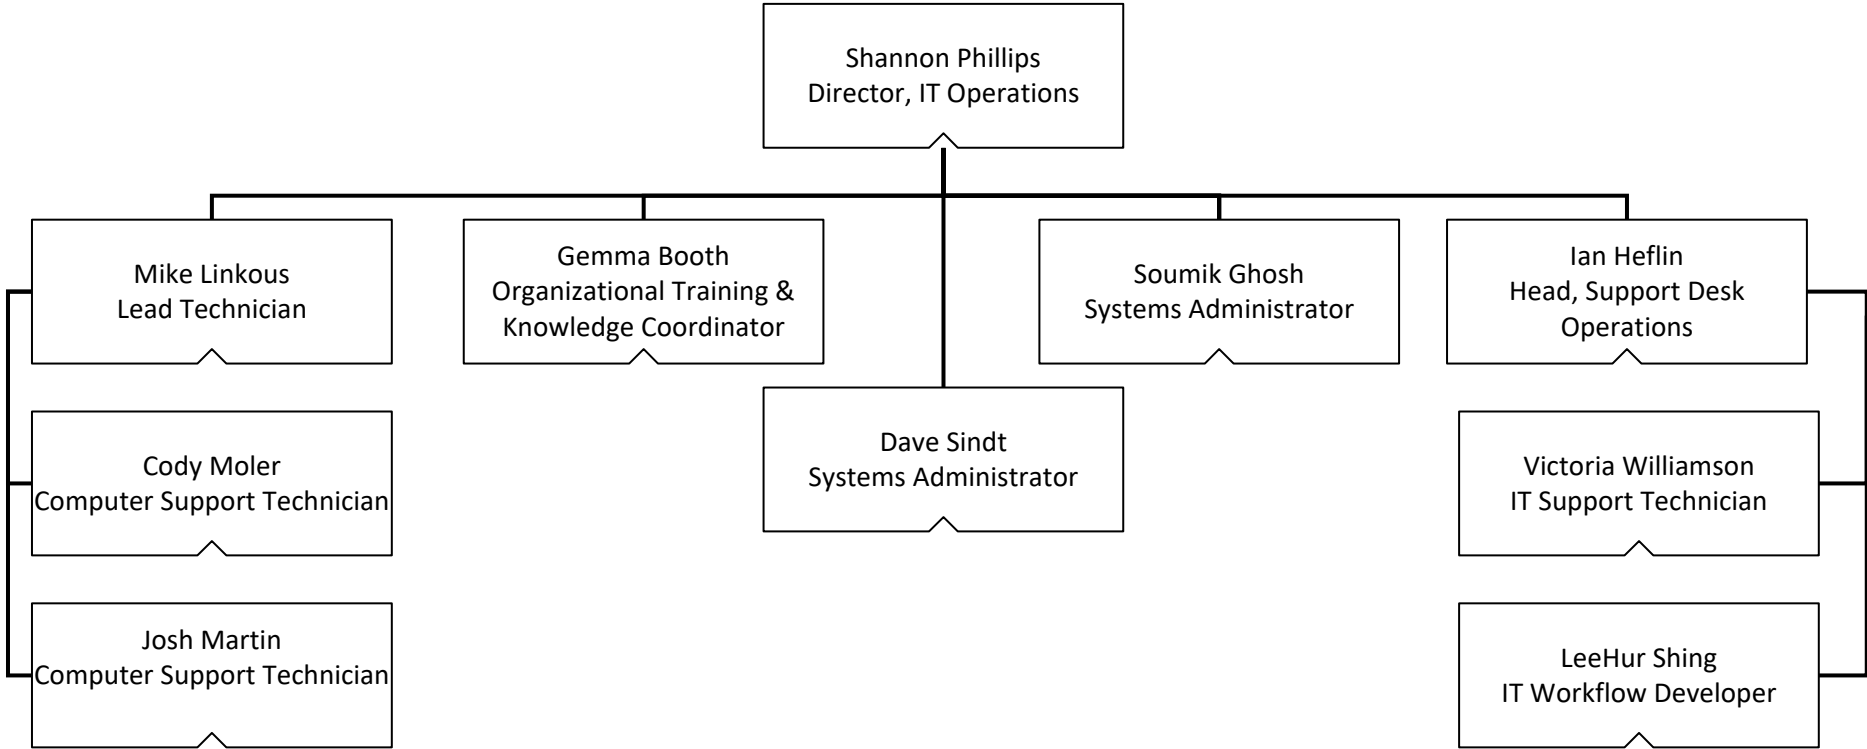 Shannon Phillips
Director, IT Operations
Mike Linkous
Lead Technician
Gemma Booth
Organizational Training &
Knowledge Coordinator
Soumik Ghosh
Systems Administrator
Ian Heflin
Head, Support Desk
Operations
Dave Sindt
Systems Administrator
Cody Moler
Computer Support Technician
Victoria Williamson
IT Support Technician
Josh Martin
Computer Support Technician
LeeHur Shing
IT Workflow Developer